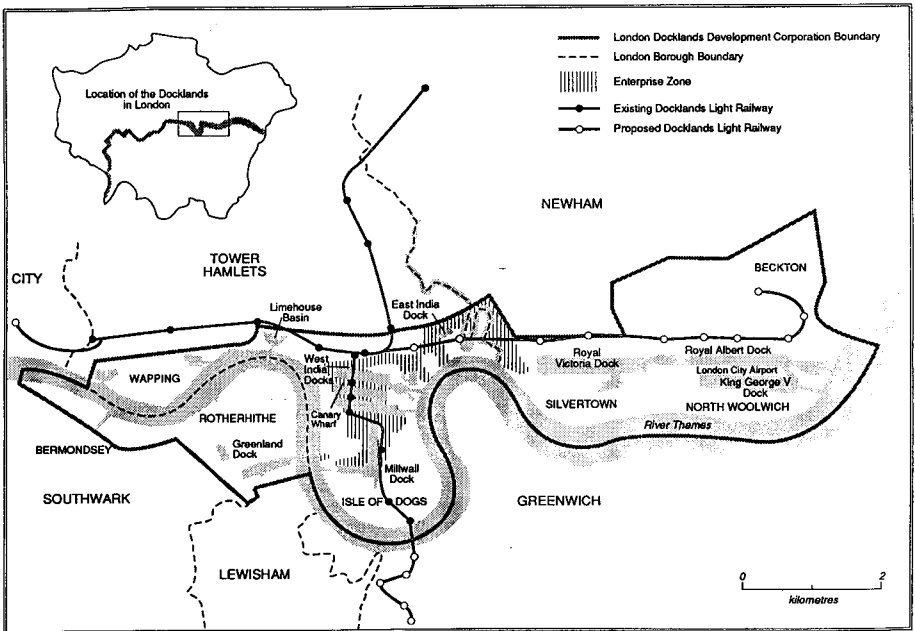 London Docklands Development Corporation Boundary
London Borough Boundary
Enterprise Zone
Existing Docklands Light Railway
Proposed Docklands Light Railway
Location of the Docklands
in London
NEWHAM
TOWER
HAMLETS
CITY
BECKTON
Limehouse
Basin
East India
Dock
West
India
Docks
Royal
Victoria Dock
Royal Albert Dock
London City Airport
King George V
Dock
WAPPING
Canary
Wharf
SILVERTOWN
NORTH WOOLWICH
ROTHERHITHE
River Thames
BERMONDSEY
Greenland
Dock
Millwall
Dock
SOUTHWARK
ISLE OF DOGS
GREENWICH
LEWISHAM
0
2
kilometres